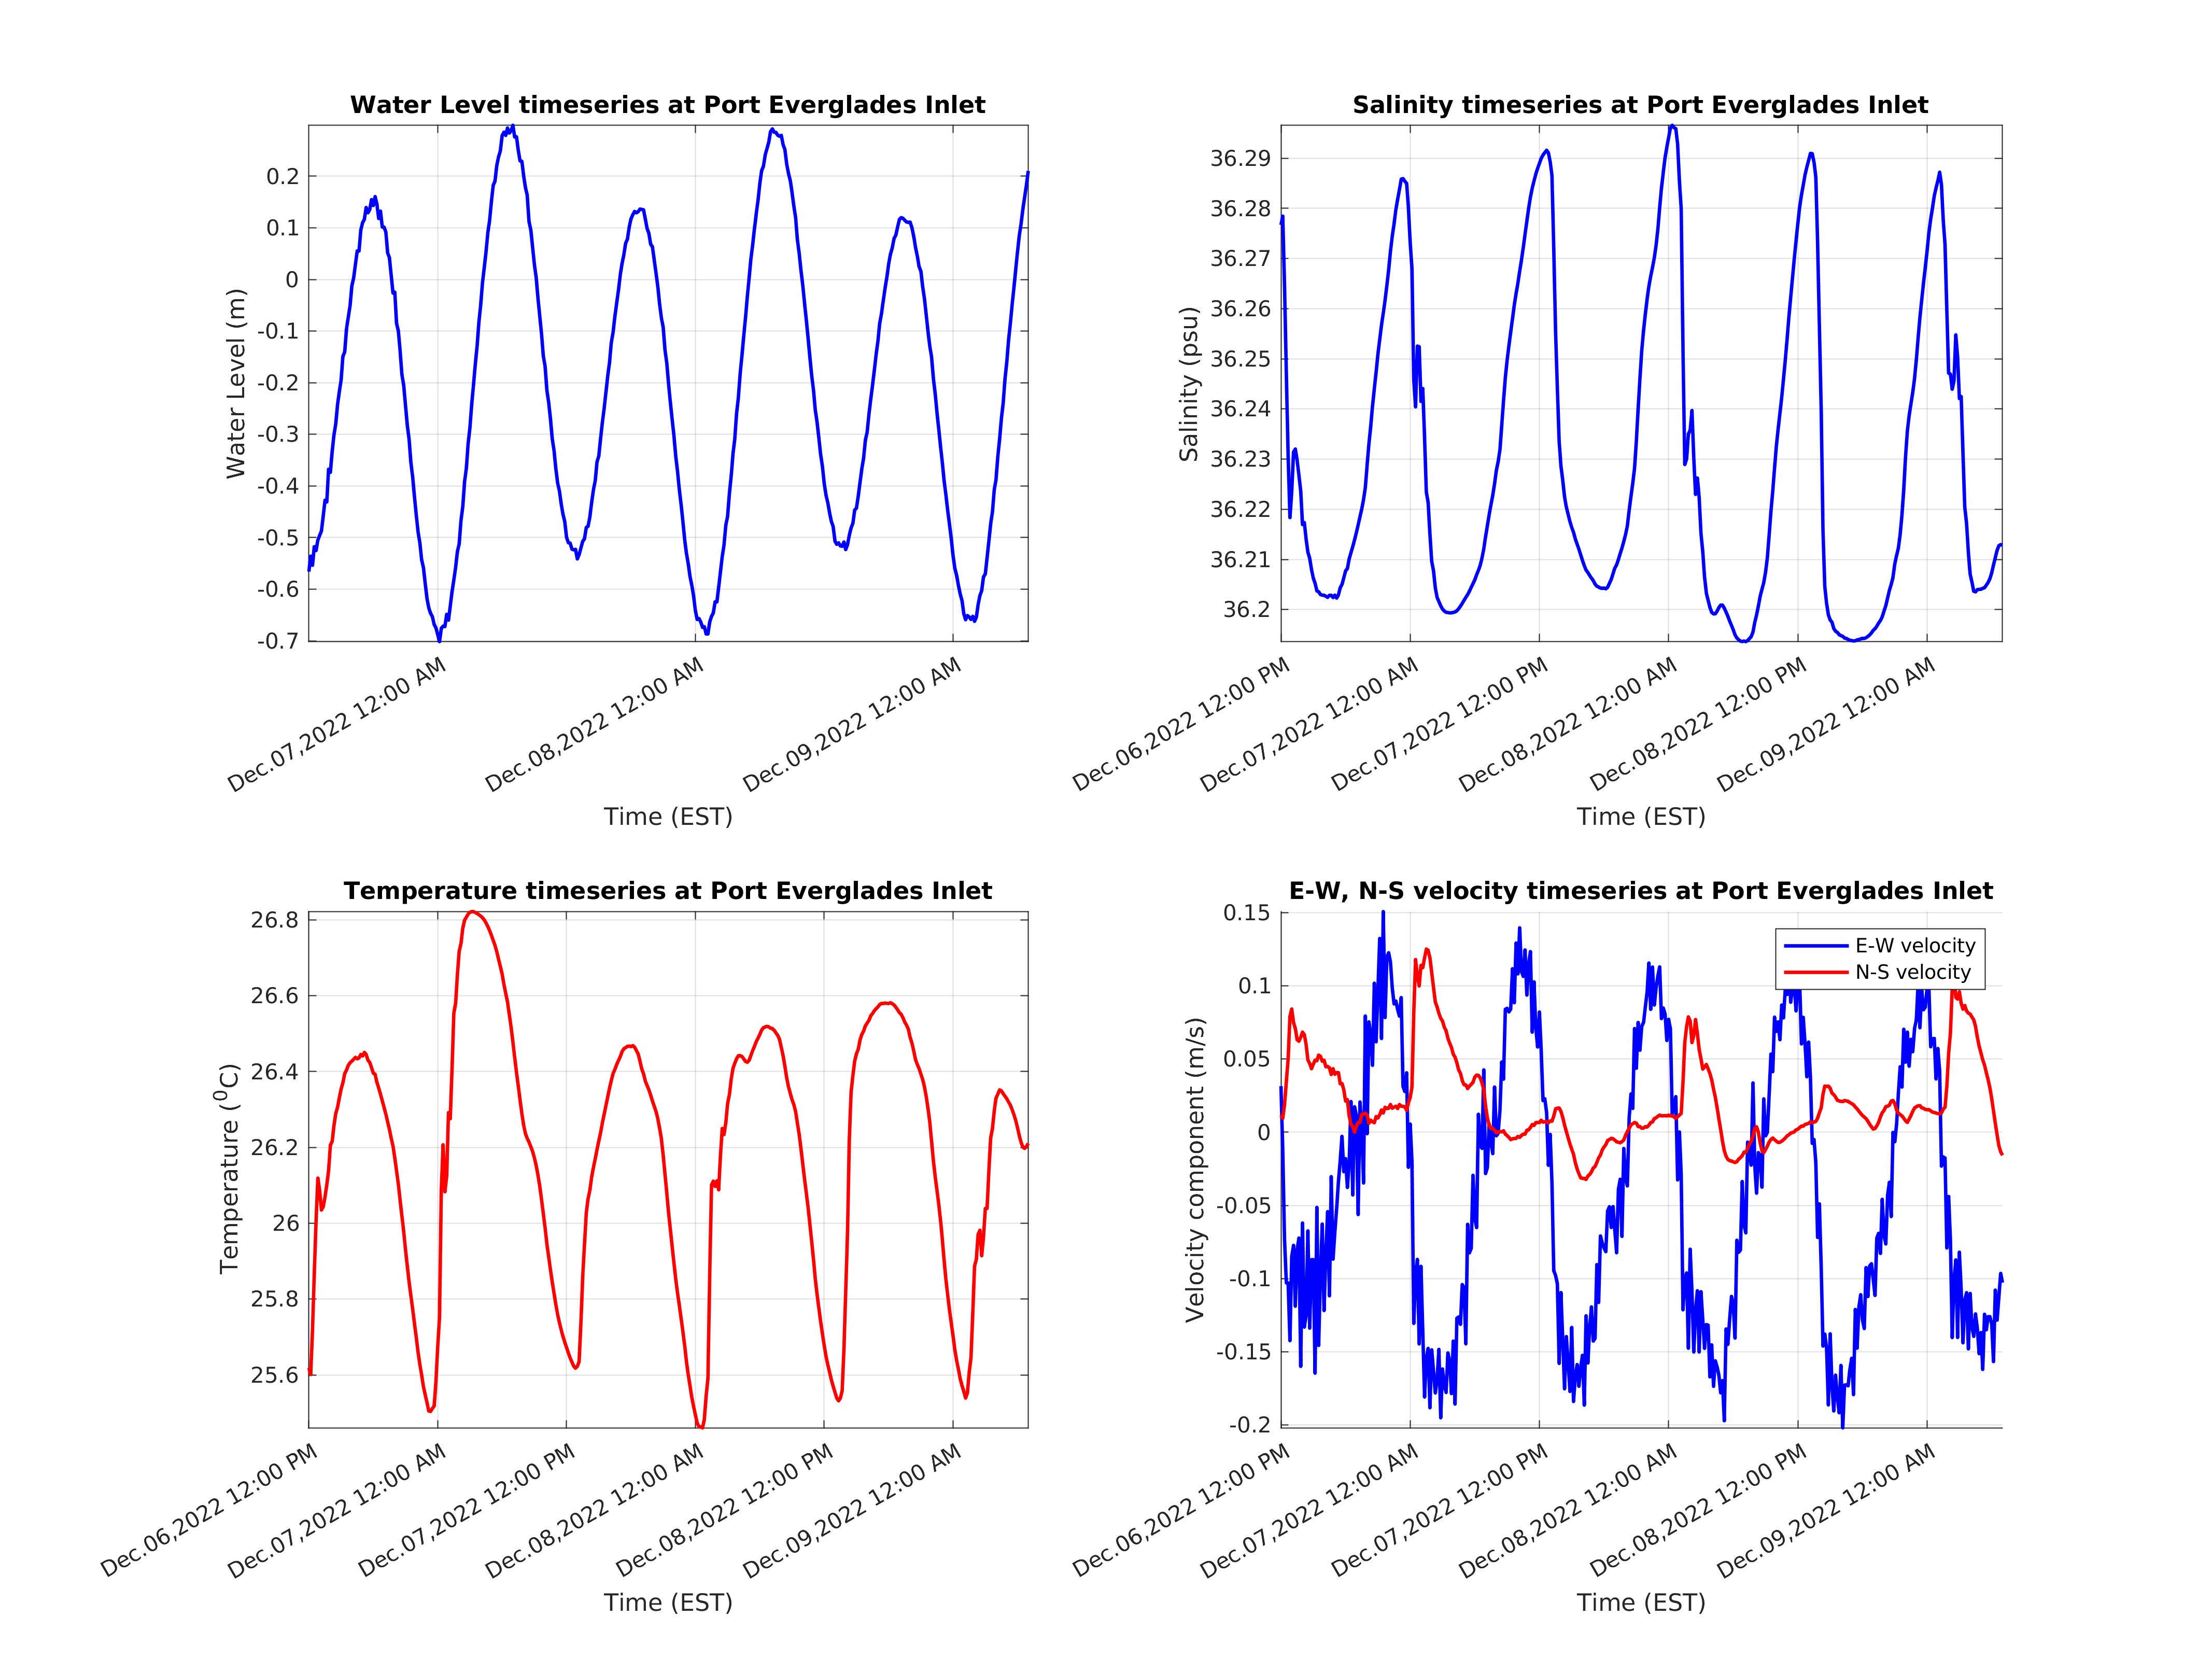 Water Level timeseries at Port Everglades Inlet
Water Level (m)
0.2
0.1
0
-0.1
-0.2
-0.3
-0.4
-0.5
-0.6
-0.7
Dec.07,2022 12:00 AM
Dec.08,2022 12:00 AM
Dec.09,2022 12:00 AM
Time (EST)
Salinity timeseries at Port Everglades Inlet
Salinity (psu)
36.29
36.28
36.27
36.26
36.25
36.24
36.23
36.22
36.21
36.2
Dec.06,2022 12:00 PM
Dec.07,2022 12:00 AM
Dec.07,2022 12:00 PM
Dec.08,2022 12:00 AM
Dec.08,2022 12:00 PM
Dec.09,2022 12:00 AM
Time (EST)
Temperature timeseries at Port Everglades Inlet
Temperature (⁰C)
26.8
26.6
26.4
26.2
26
25.8
25.6
Dec.06,2022 12:00 PM
Dec.07,2022 12:00 AM
Dec.07,2022 12:00 PM
Dec.08,2022 12:00 AM
Dec.08,2022 12:00 PM
Dec.09,2022 12:00 AM
Time (EST)
E-W, N-S velocity timeseries at Port Everglades Inlet
Velocity component (m/s)
0.15
0.1
0.05
0
-0.05
-0.1
-0.15
-0.2
E-W velocity
N-S velocity
Dec.06,2022 12:00 PM
Dec.07,2022 12:00 AM
Dec.07,2022 12:00 PM
Dec.08,2022 12:00 AM
Dec.08,2022 12:00 PM
Dec.09,2022 12:00 AM
Time (EST)